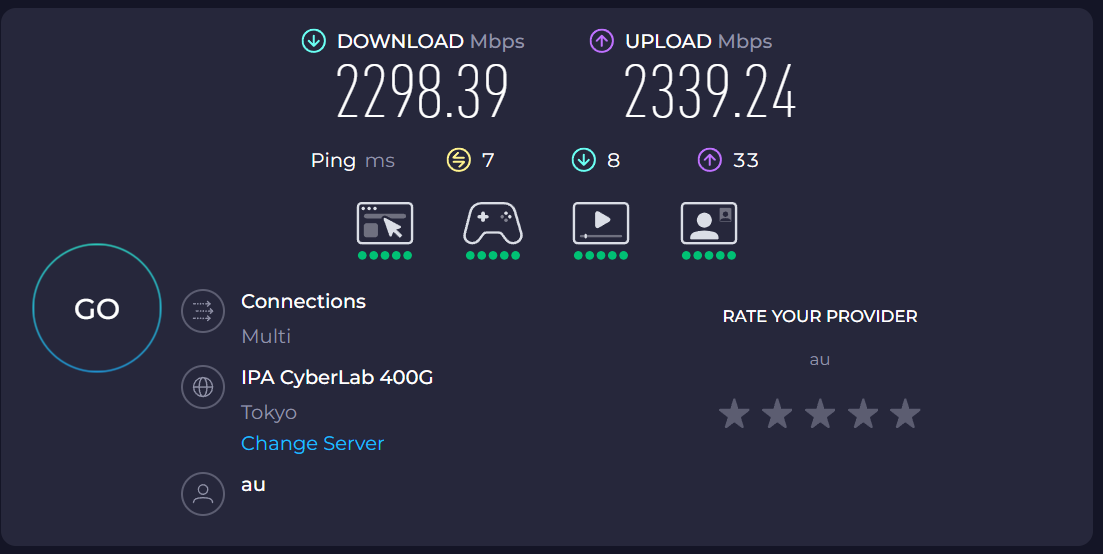 DOWNLOAD Mbps
UPLOAD Mbps
2298.39
2339.24
Ping ms 7 8 33
GO
Connections
Multi
IPA CyberLab 400G
Tokyo
Change Server
au
RATE YOUR PROVIDER
au